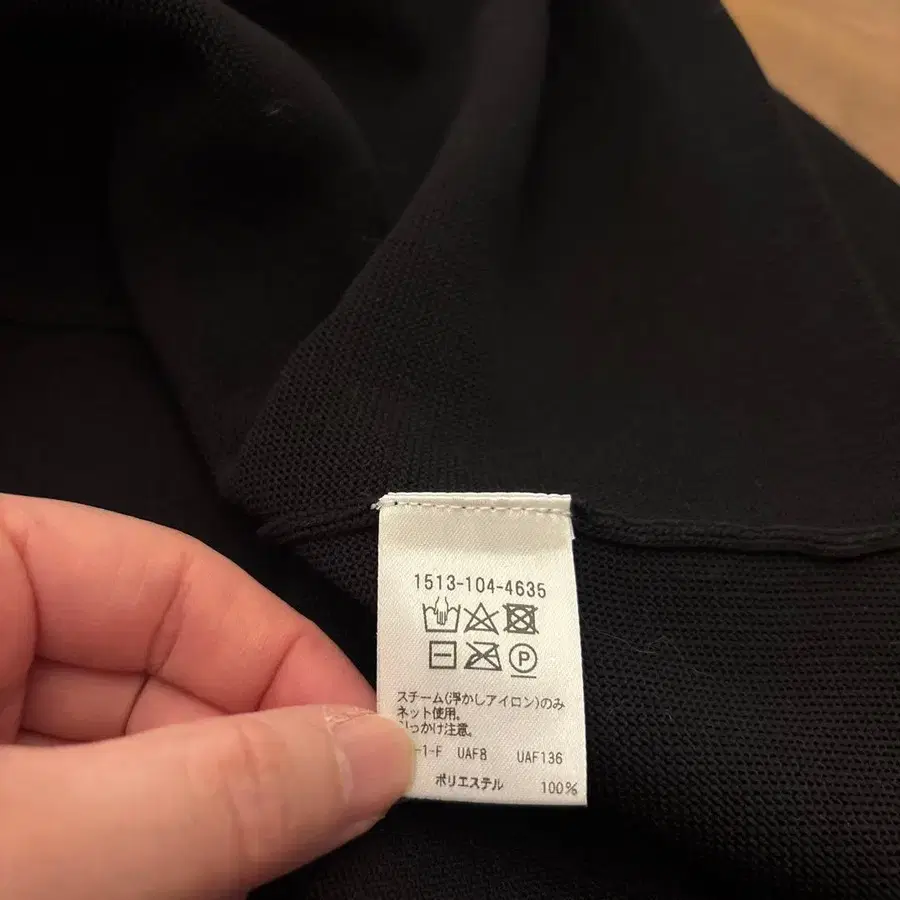 1513-104-4635
スチーム(浮かしアイロン)のみ
ネット使用。
っかけ注意。
-1-F UAF8 UAF136
ポリエステル 100%